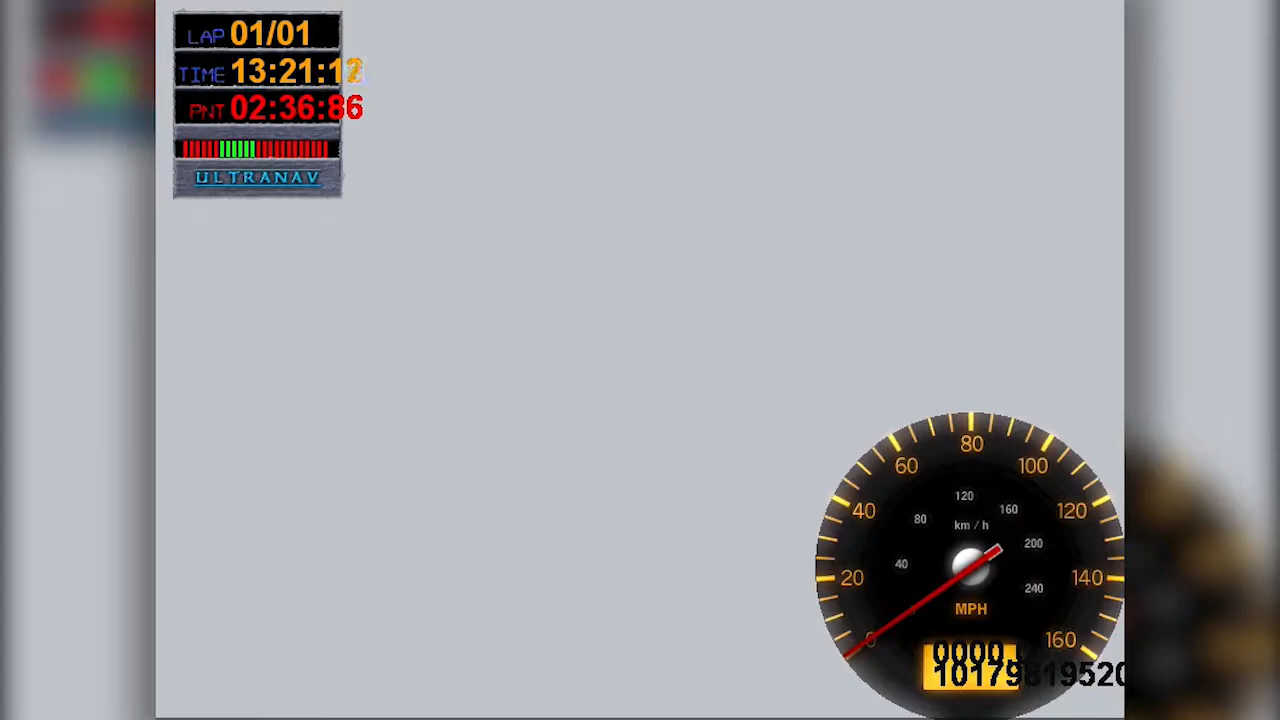 LAP 01/01
TIME 13:21:12
PNT 02:36:86
ULTRANAV
80
60
100
120
160
40
80
120
km / h
200
40
20
140
240
MPH
0
160
0000
10179819520